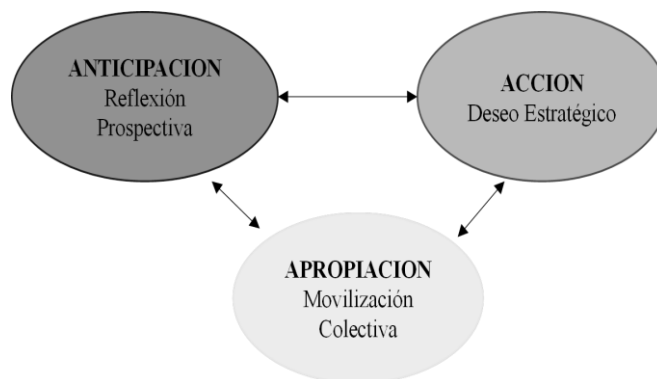 ANTICIPACION
Reflexión
Prospectiva
ACCION
Deseo Estratégico
APROPIACION
Movilización
Colectiva